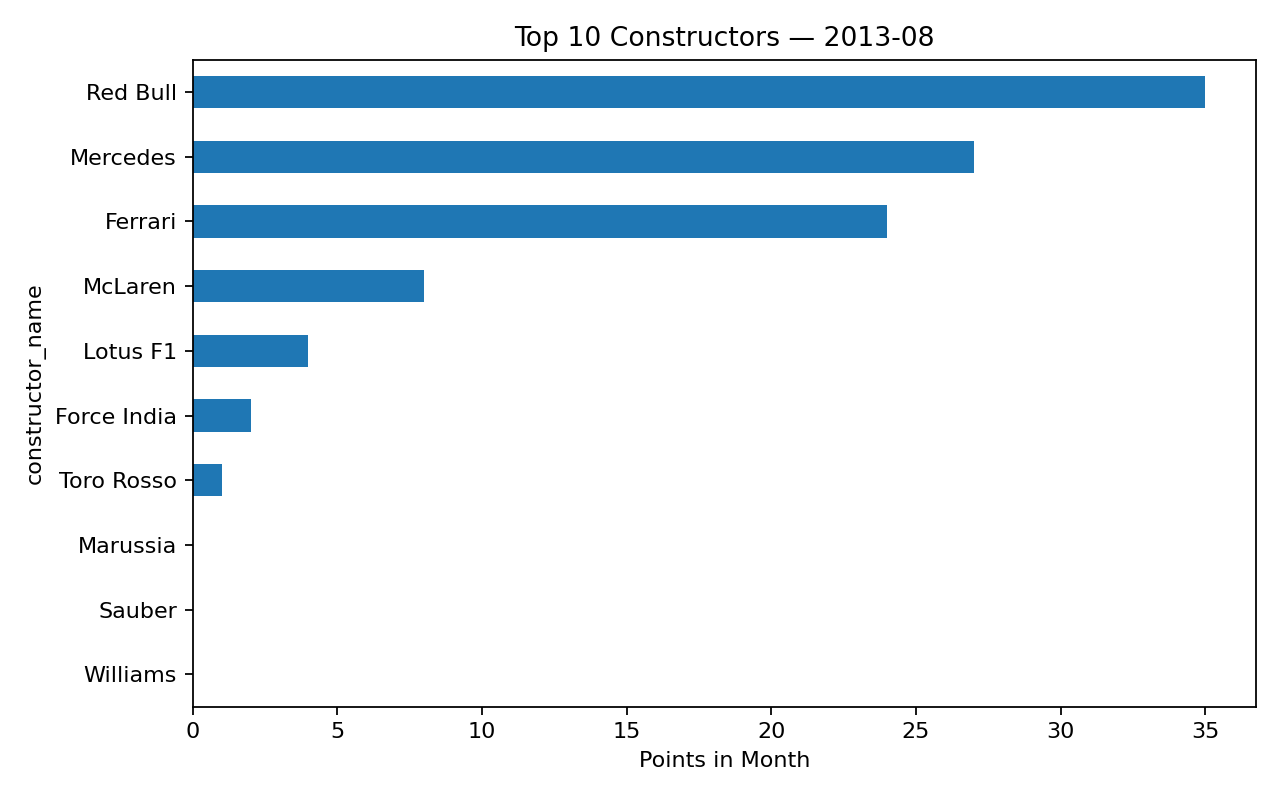 Top 10 Constructors — 2013-08
constructor_name
Red Bull
Mercedes
Ferrari
McLaren
Lotus F1
Force India
Toro Rosso
Marussia
Sauber
Williams
0 5 10 15 20 25 30 35
Points in Month